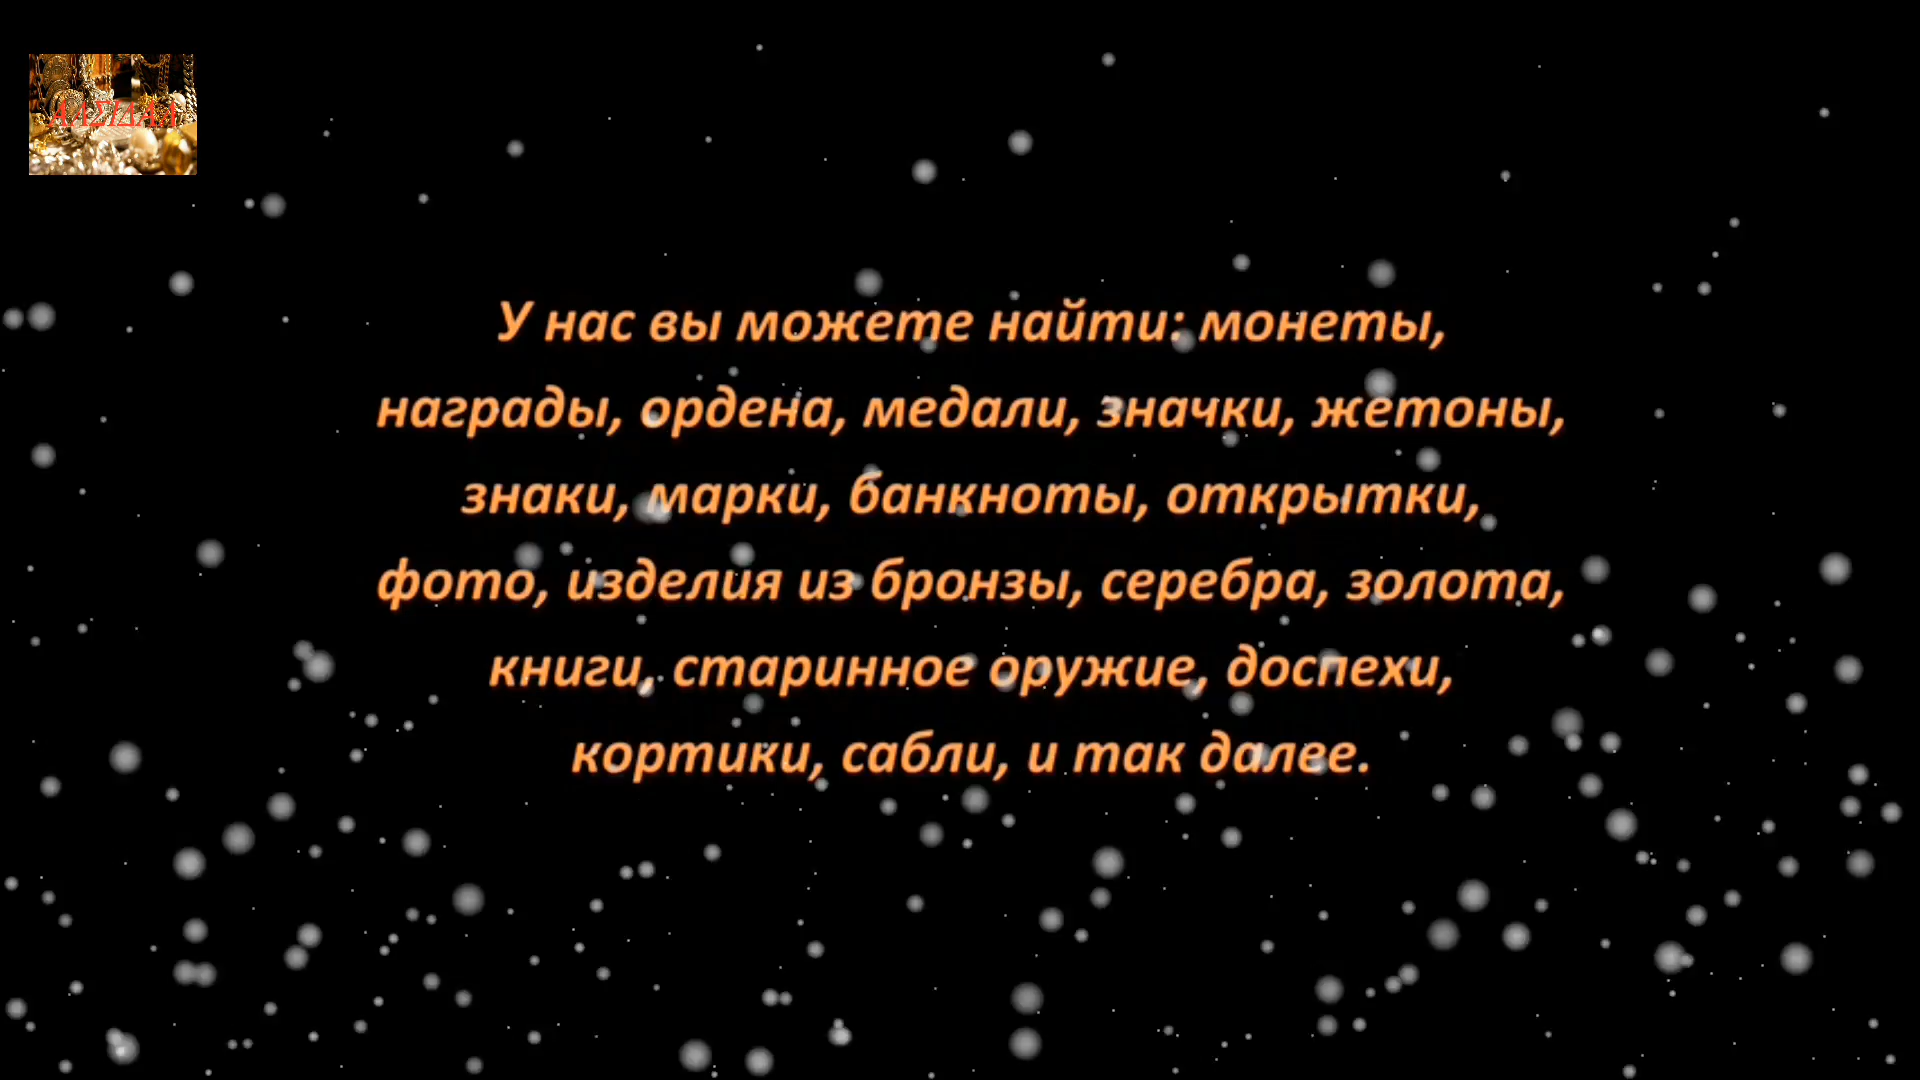 ΑΛΣΙΔΑΛ
У нас вы можете найти: монеты,
награды, ордена, медали, значки, жетоны,
знаки, марки, банкноты, открытки,
фото, изделия из бронзы, серебра, золота,
книги, старинное оружие, доспехи,
кортики, сабли, и так далее.